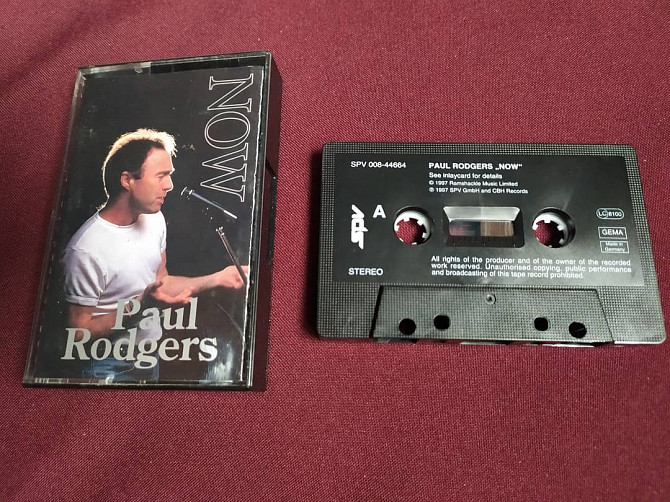 NOW
Paul
Rodgers
SPV 008-44664
PAUL RODGERS „NOW“
See inlaycard for details
℗ 1997 Ramshackle Music Limited
© 1997 SPV GmbH and CBH Records
SPV
A
LC 8100
GEMA
Made in
Germany
STEREO
All rights of the producer and of the owner of the recorded
work reserved. Unauthorised copying, public performance
and broadcasting of this tape record prohibited.